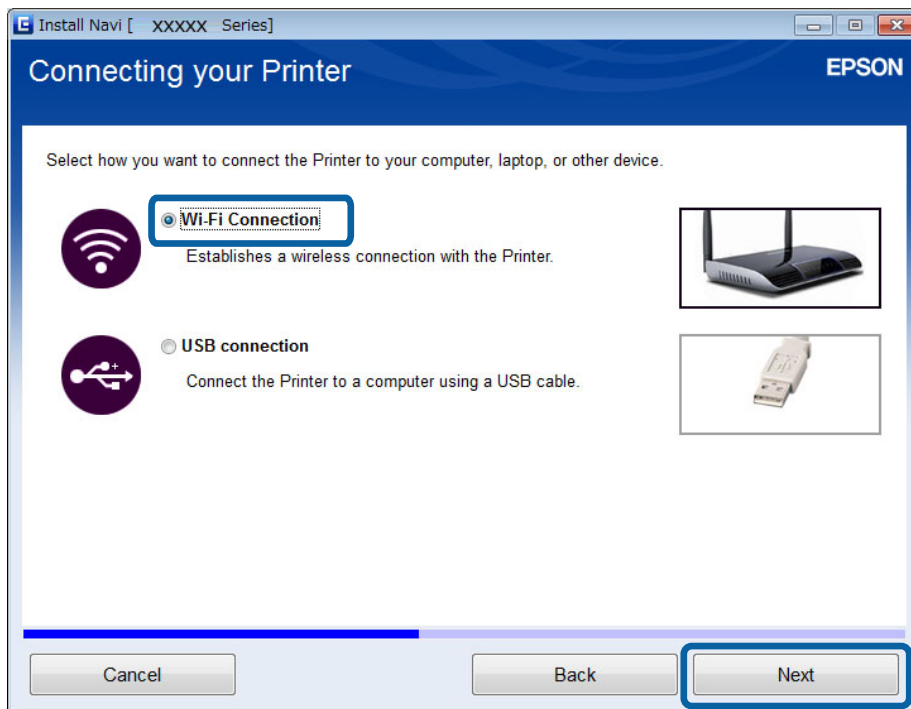 Install Navi [ XXXXX Series]
Connecting your Printer
EPSON
Select how you want to connect the Printer to your computer, laptop, or other device.
Wi-Fi Connection
Establishes a wireless connection with the Printer.
USB connection
Connect the Printer to a computer using a USB cable.
Cancel
Back
Next